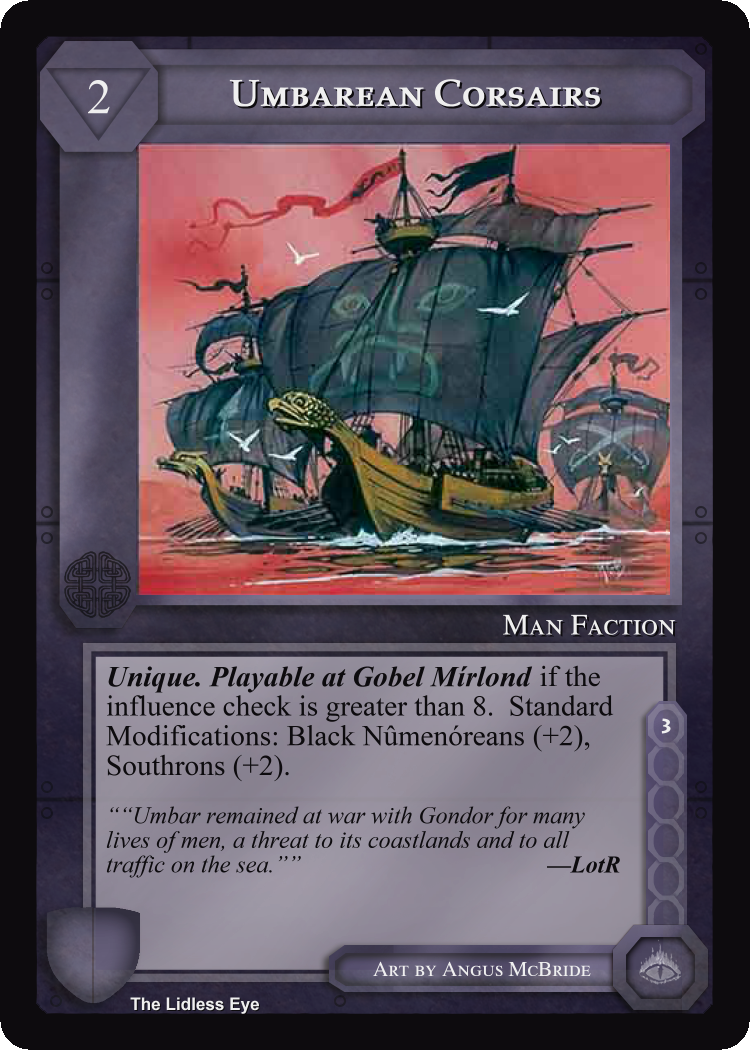 2
Umbarean Corsairs
Man Faction
Unique. Playable at Gobel Mírlond if the
influence check is greater than 8. Standard
Modifications: Black Nûmenóreans (+2),
Southrons (+2).
““Umbar remained at war with Gondor for many
lives of men, a threat to its coastlands and to all
traffic on the sea.””
—LotR
3
Art by Angus McBride
The Lidless Eye